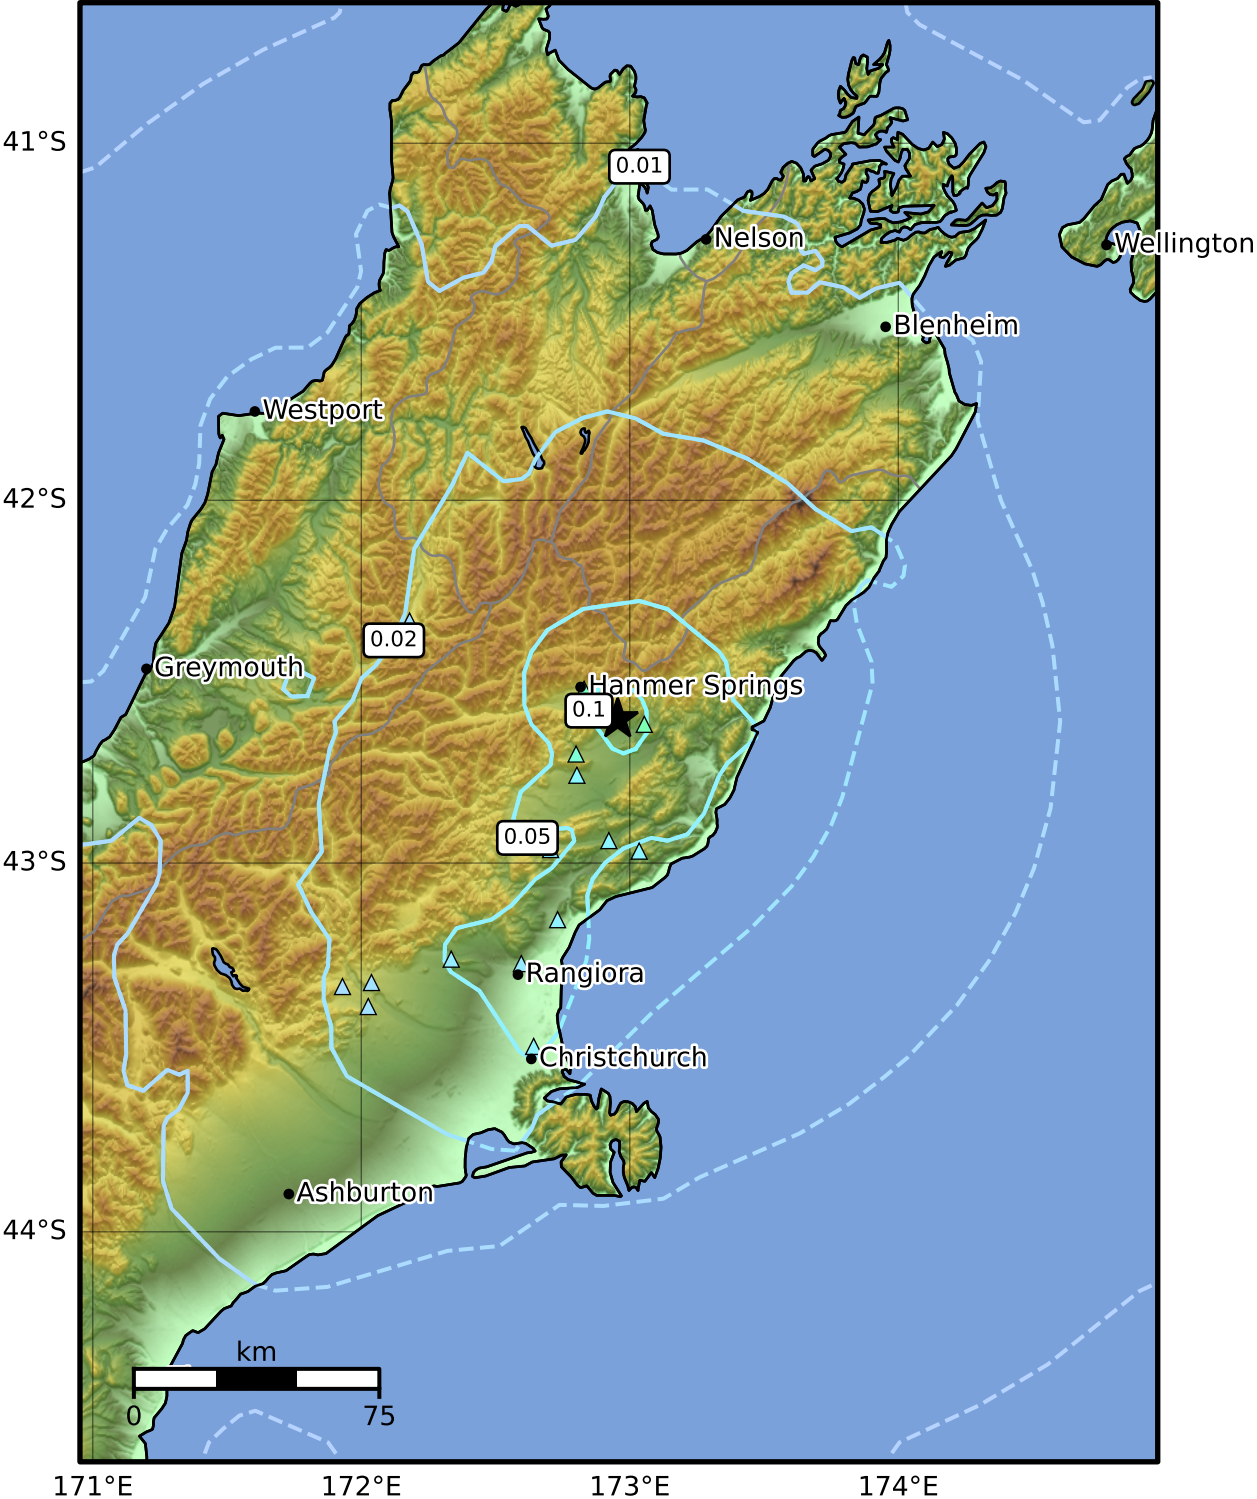 41°S
0.01
Nelson
Wellington
Blenheim
Westport
42°S
0.02
Greymouth
Hanmer Springs
0.1
0.05
43°S
Rangiora
Christchurch
Ashburton
44°S
km
0 75
171°E 172°E 173°E 174°E